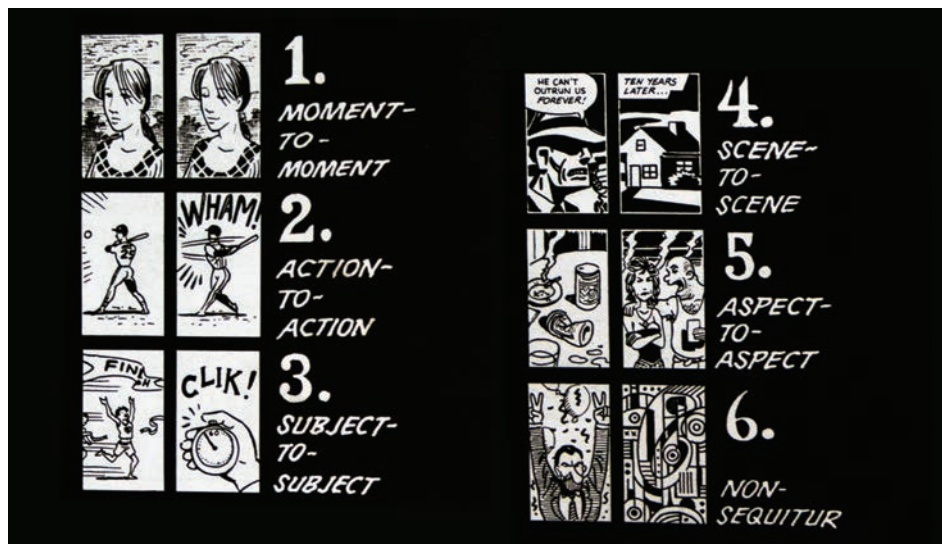 1.
MOMENT-
TO-
MOMENT
WHAM!
2.
ACTION-
TO-
ACTION
FINISH
CLIK!
3.
SUBJECT-
TO-
SUBJECT
HE CAN'T
OUTRUN US
FOREVER!
TEN YEARS
LATER...
4.
SCENE-
TO-
SCENE
5.
ASPECT-
TO-
ASPECT
6.
NON-
SEQUITUR